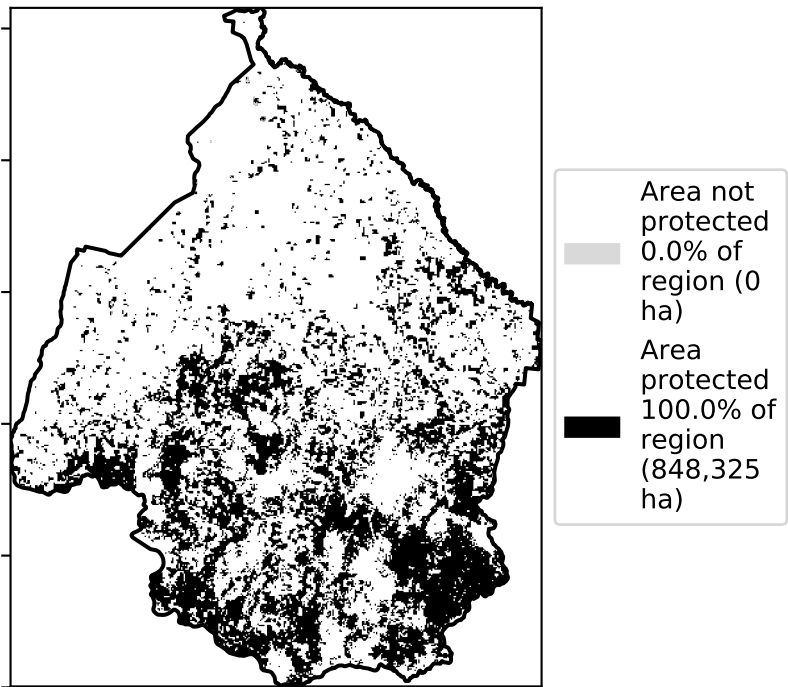 Area not
protected
0.0% of
region (0
ha)
Area
protected
100.0% of
region
(848,325
ha)